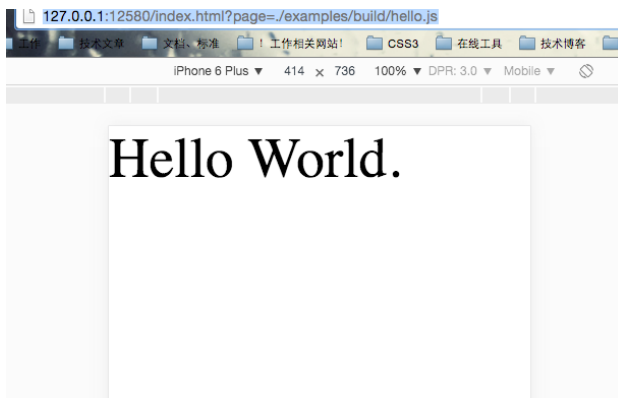 127.0.0.1:12580/index.html?page=./examples/build/hello.js
工作 技术文章 文档、标准 ! 工作相关网站! CSS3 在线工具 技术博客
iPhone 6 Plus ▼ 414 × 736 100% ▼ DPR: 3.0 ▼ Mobile ▼
Hello World.